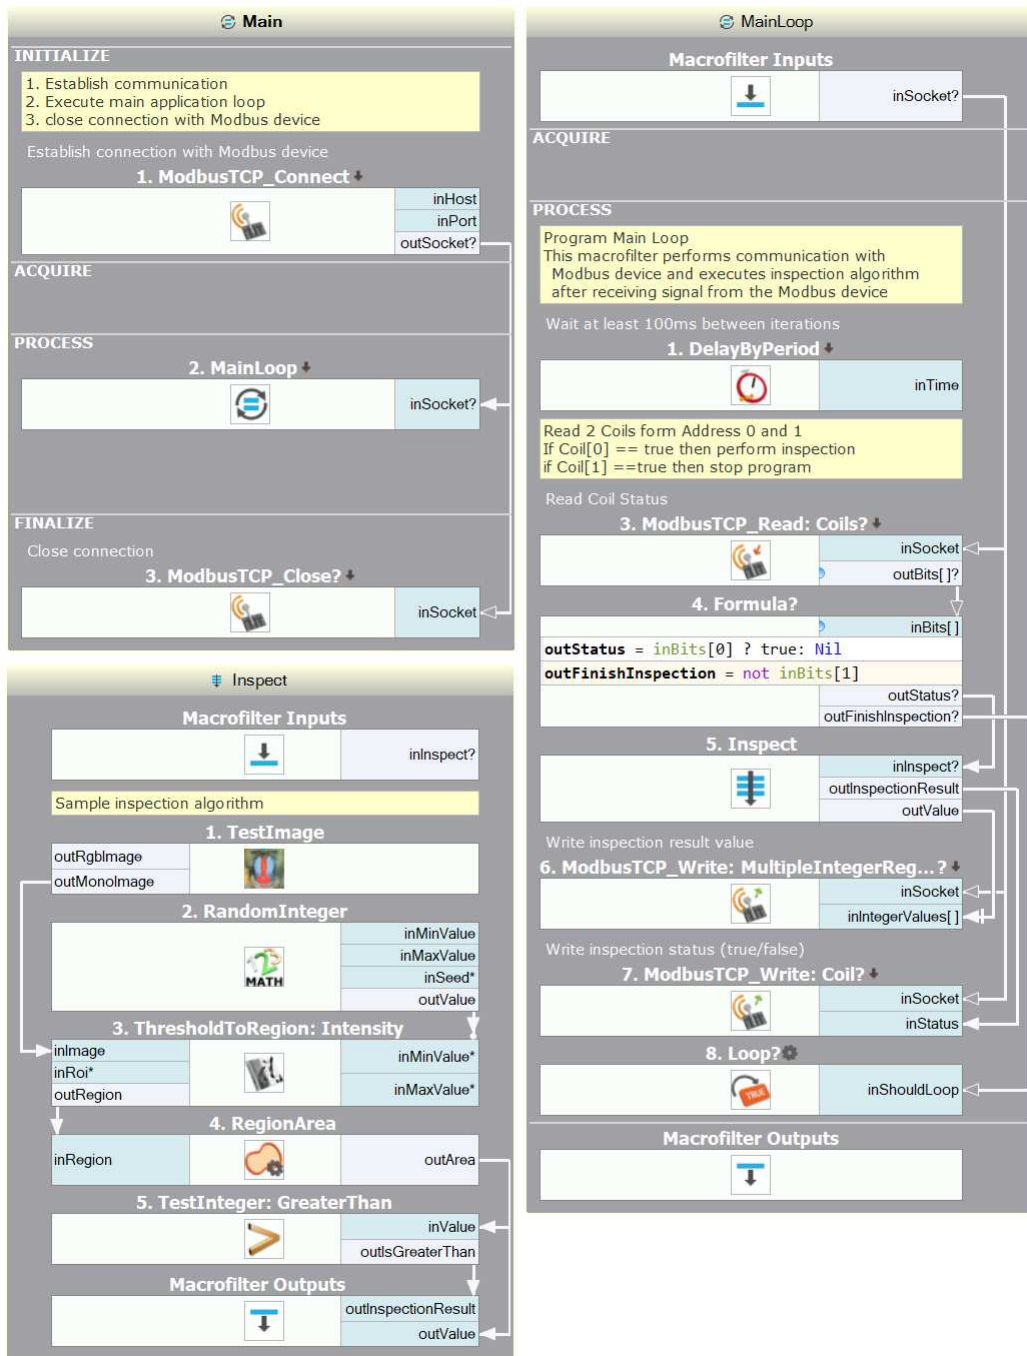 Main
INITIALIZE
1. Establish communication
2. Execute main application loop
3. close connection with Modbus device
Establish connection with Modbus device
1. ModbusTCP_Connect
inHost
inPort
outSocket?
ACQUIRE
PROCESS
2. MainLoop
inSocket?
FINALIZE
Close connection
3. ModbusTCP_Close?
inSocket
Inspect
Macrofilter Inputs
inInspect?
Sample inspection algorithm
1. TestImage
outRgbImage
outMonoImage
2. RandomInteger
inMinValue
inMaxValue
inSeed*
MATH
outValue
3. ThresholdToRegion: Intensity
inImage
inRoi*
outRegion
inMinValue*
inMaxValue*
4. RegionArea
inRegion
outArea
5. TestInteger: GreaterThan
inValue
outIsGreaterThan
Macrofilter Outputs
outInspectionResult
outValue
MainLoop
Macrofilter Inputs
inSocket?
ACQUIRE
PROCESS
Program Main Loop
This macrofilter performs communication with
Modbus device and executes inspection algorithm
after receiving signal from the Modbus device
Wait at least 100ms between iterations
1. DelayByPeriod
inTime
Read 2 Coils form Address 0 and 1
If Coil[0] == true then perform inspection
if Coil[1] ==true then stop program
Read Coil Status
3. ModbusTCP_Read: Coils?
inSocket
outBits[ ]?
4. Formula?
inBits[ ]
outStatus = inBits[0] ? true: Nil
outFinishInspection = not inBits[1]
outStatus?
outFinishInspection?
5. Inspect
inInspect?
outInspectionResult
outValue
Write inspection result value
6. ModbusTCP_Write: MultipleIntegerReg...?
inSocket
inIntegerValues[ ]
Write inspection status (true/false)
7. ModbusTCP_Write: Coil?
inSocket
inStatus
8. Loop?
TRUE
inShouldLoop
Macrofilter Outputs